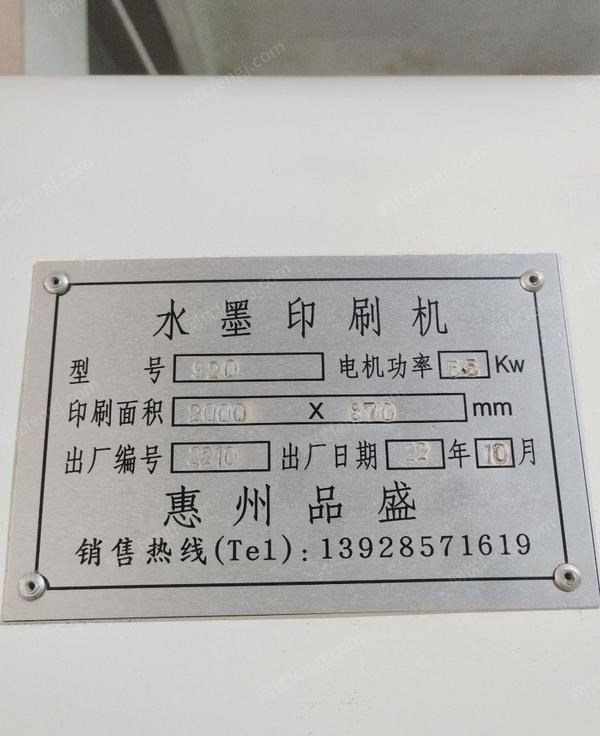 水墨印刷机
型号 920 电机功率 5.5 Kw
印刷面积 2000 X 870 mm
出厂编号 2210 出厂日期 22 年 10 月
惠州品盛
销售热线(Tel):13928571619